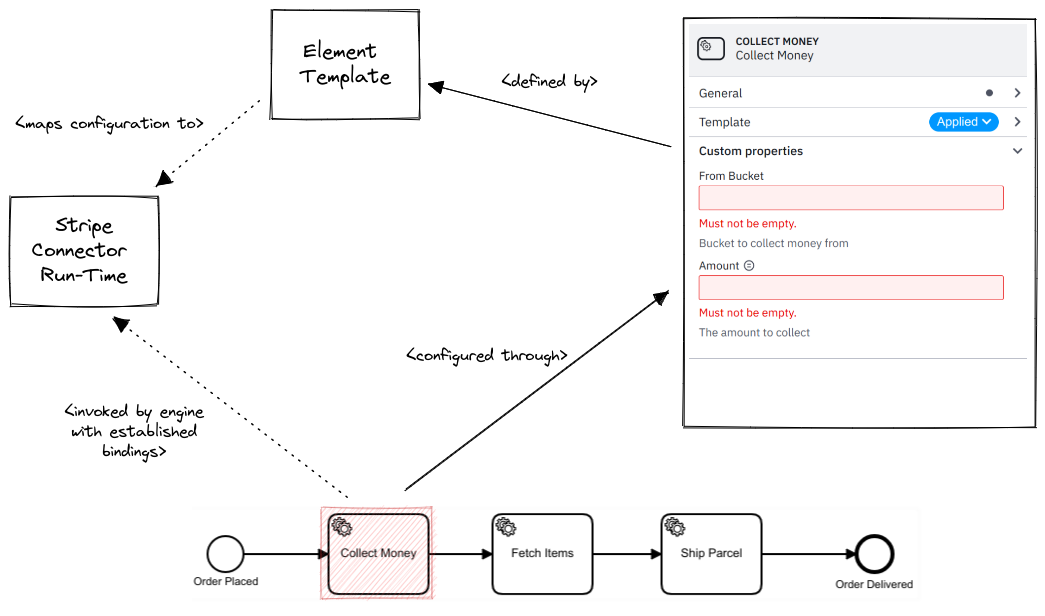 Element
Template
<defined by>
<maps configuration to>
Stripe
Connector
Run-Time
COLLECT MONEY
Collect Money
General
Template
Applied
Custom properties
From Bucket
Must not be empty.
Bucket to collect money from
Amount
Must not be empty.
The amount to collect
<configured through>
<invoked by engine
with established
bindings>
Order Placed
Collect Money
Fetch Items
Ship Parcel
Order Delivered